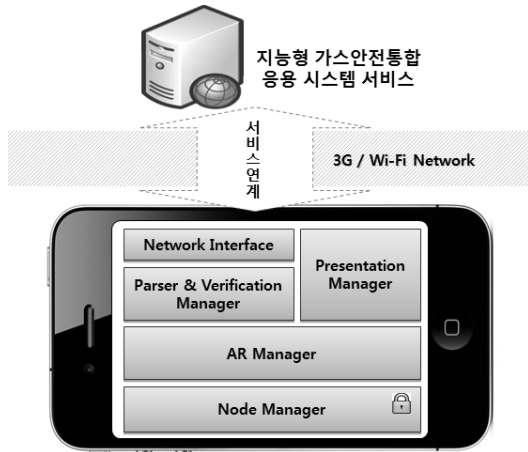 지능형 가스안전통합
응용 시스템 서비스
서비스연계
3G / Wi-Fi Network
Network Interface
Parser & Verification
Manager
Presentation
Manager
AR Manager
Node Manager